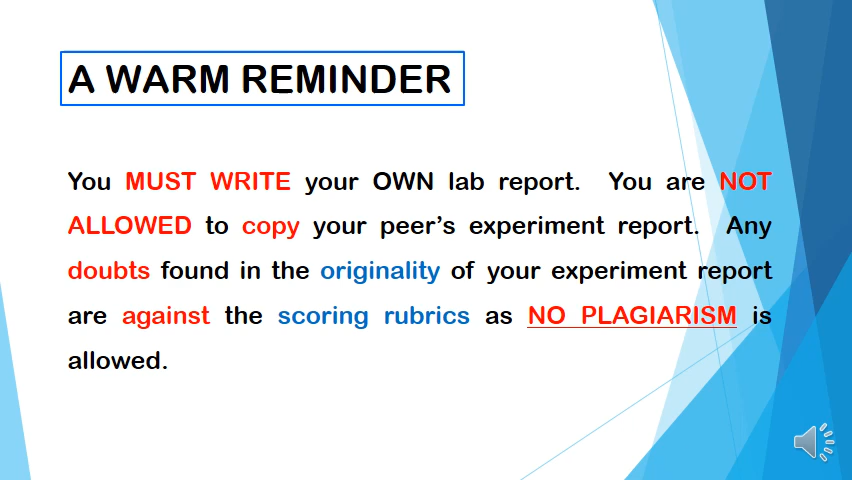 A WARM REMINDER
You MUST WRITE your OWN lab report. You are NOT
ALLOWED to copy your peer’s experiment report. Any
doubts found in the originality of your experiment report
are against the scoring rubrics as NO PLAGIARISM is
allowed.